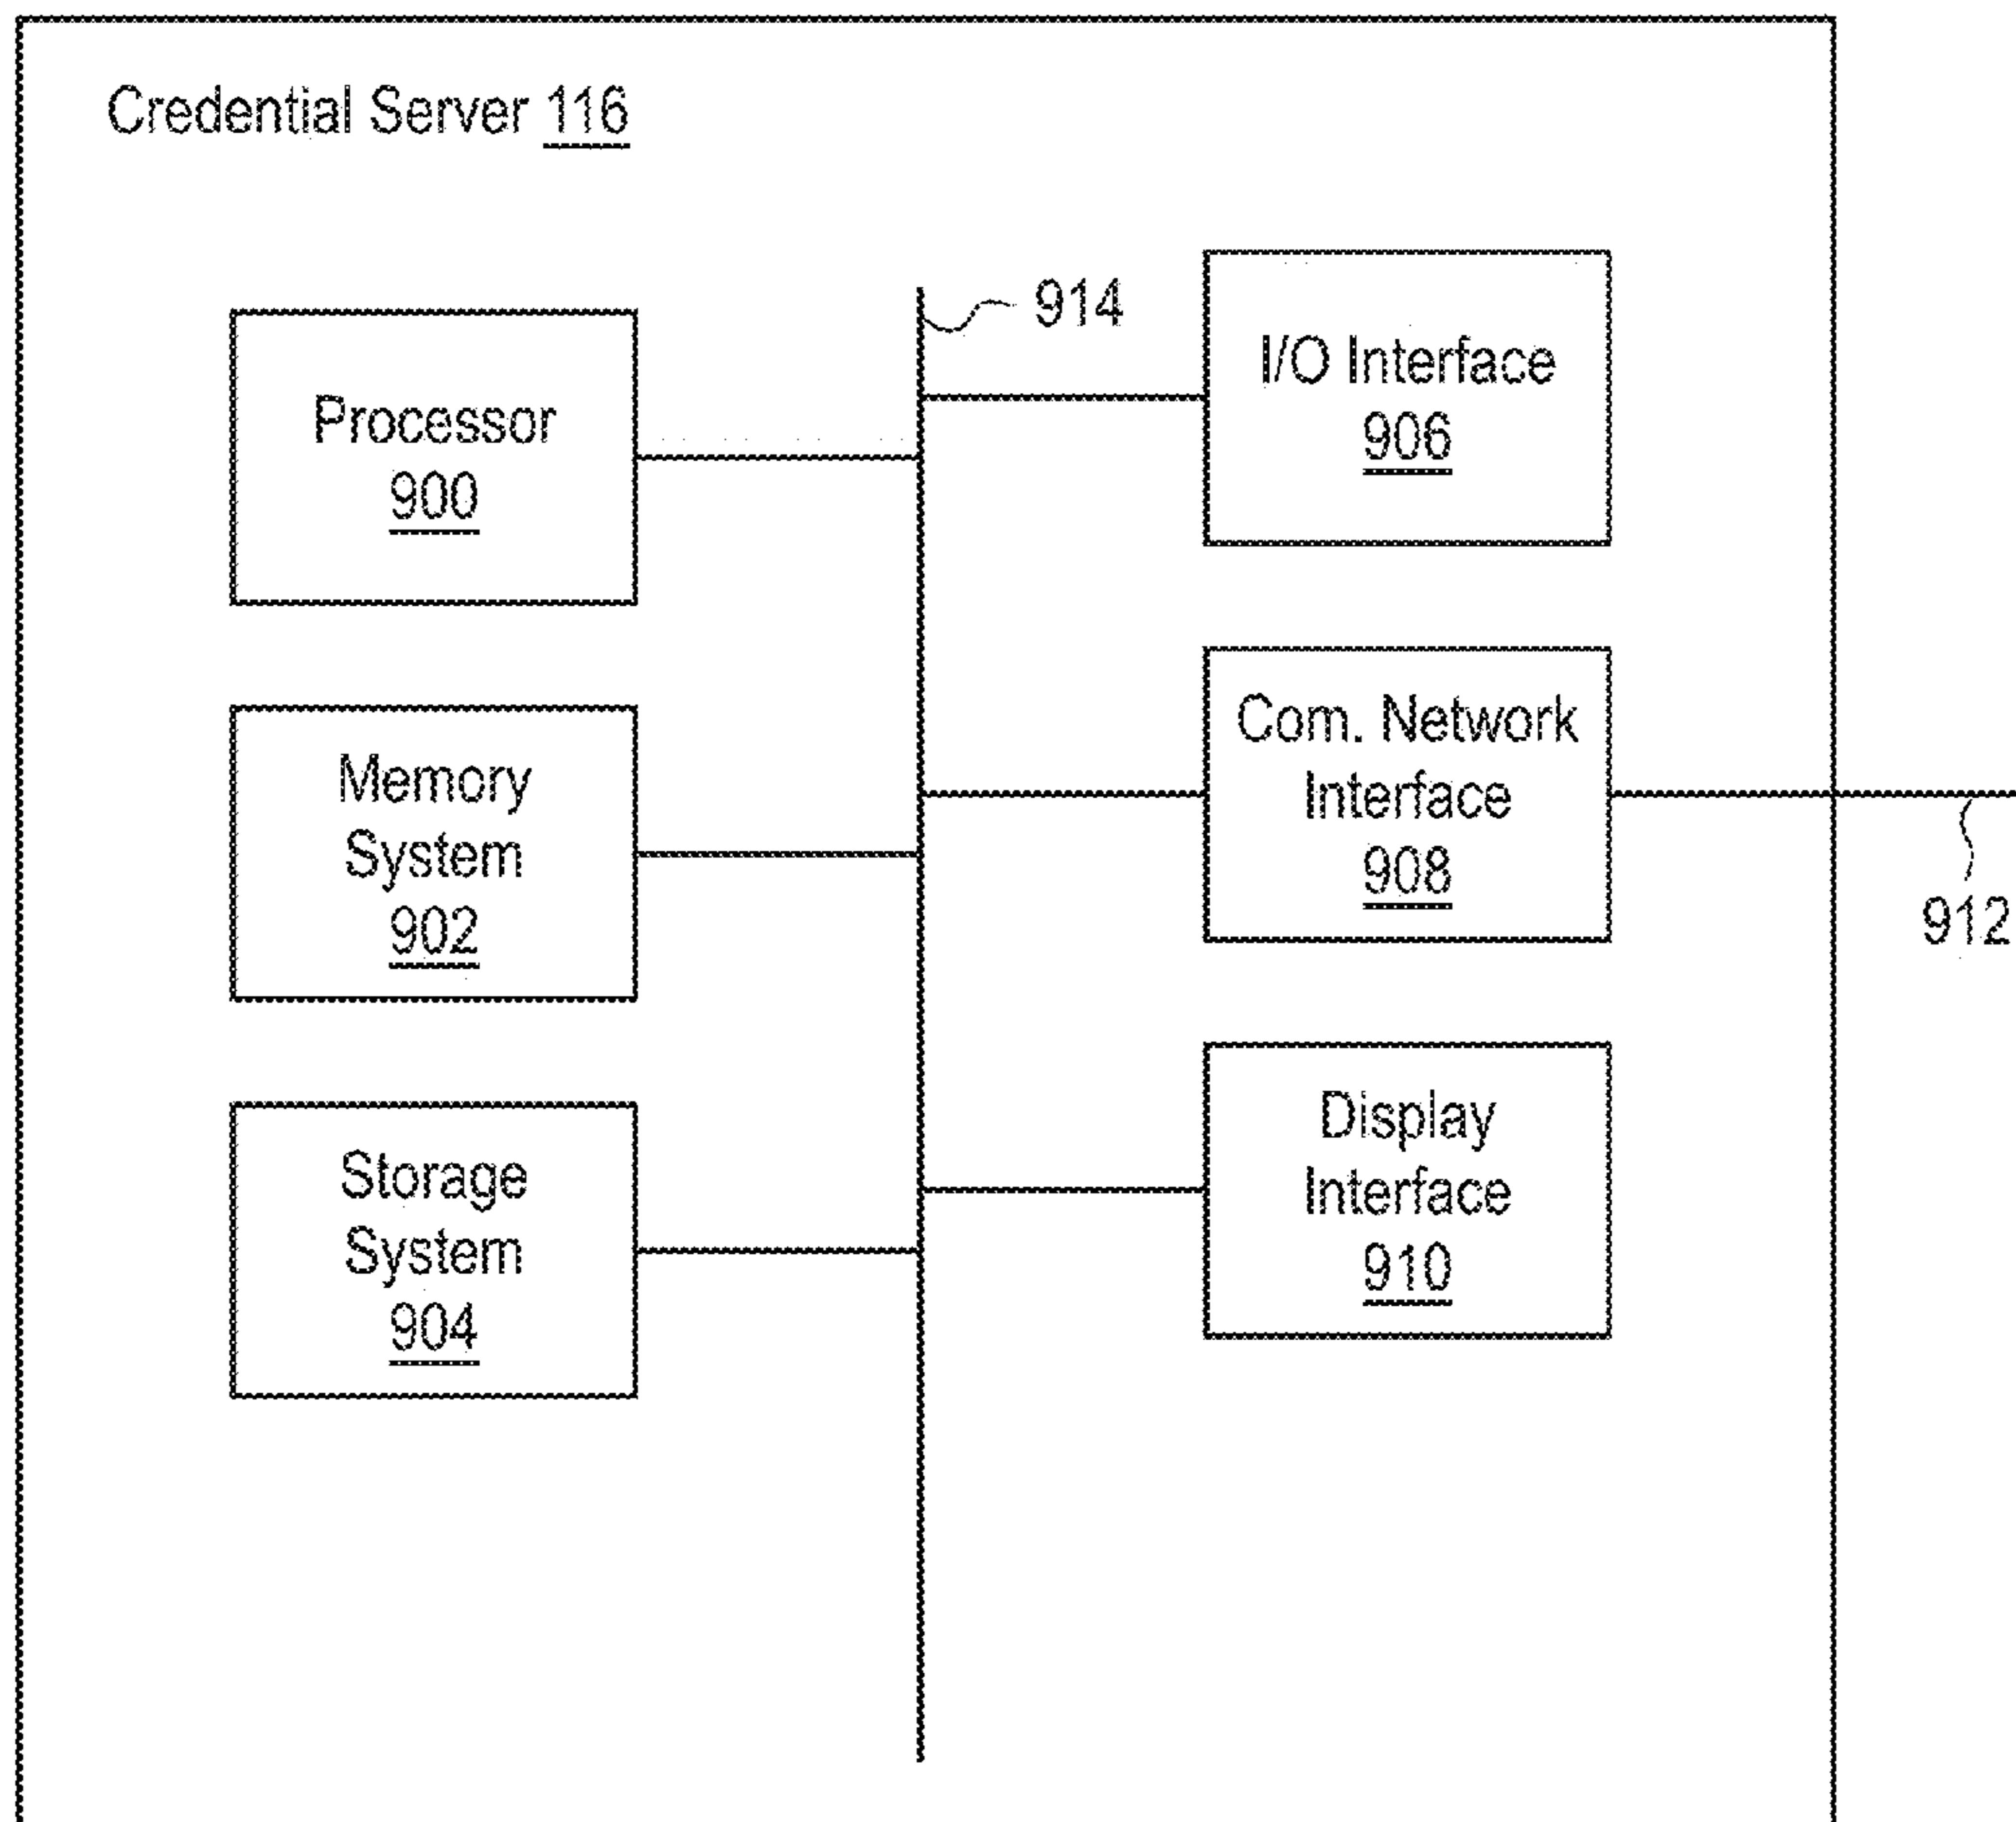 Credential Server 116
914
Processor
900
I/O Interface
906
Memory
System
902
Com. Network
Interface
908
912
Storage
System
904
Display
Interface
910